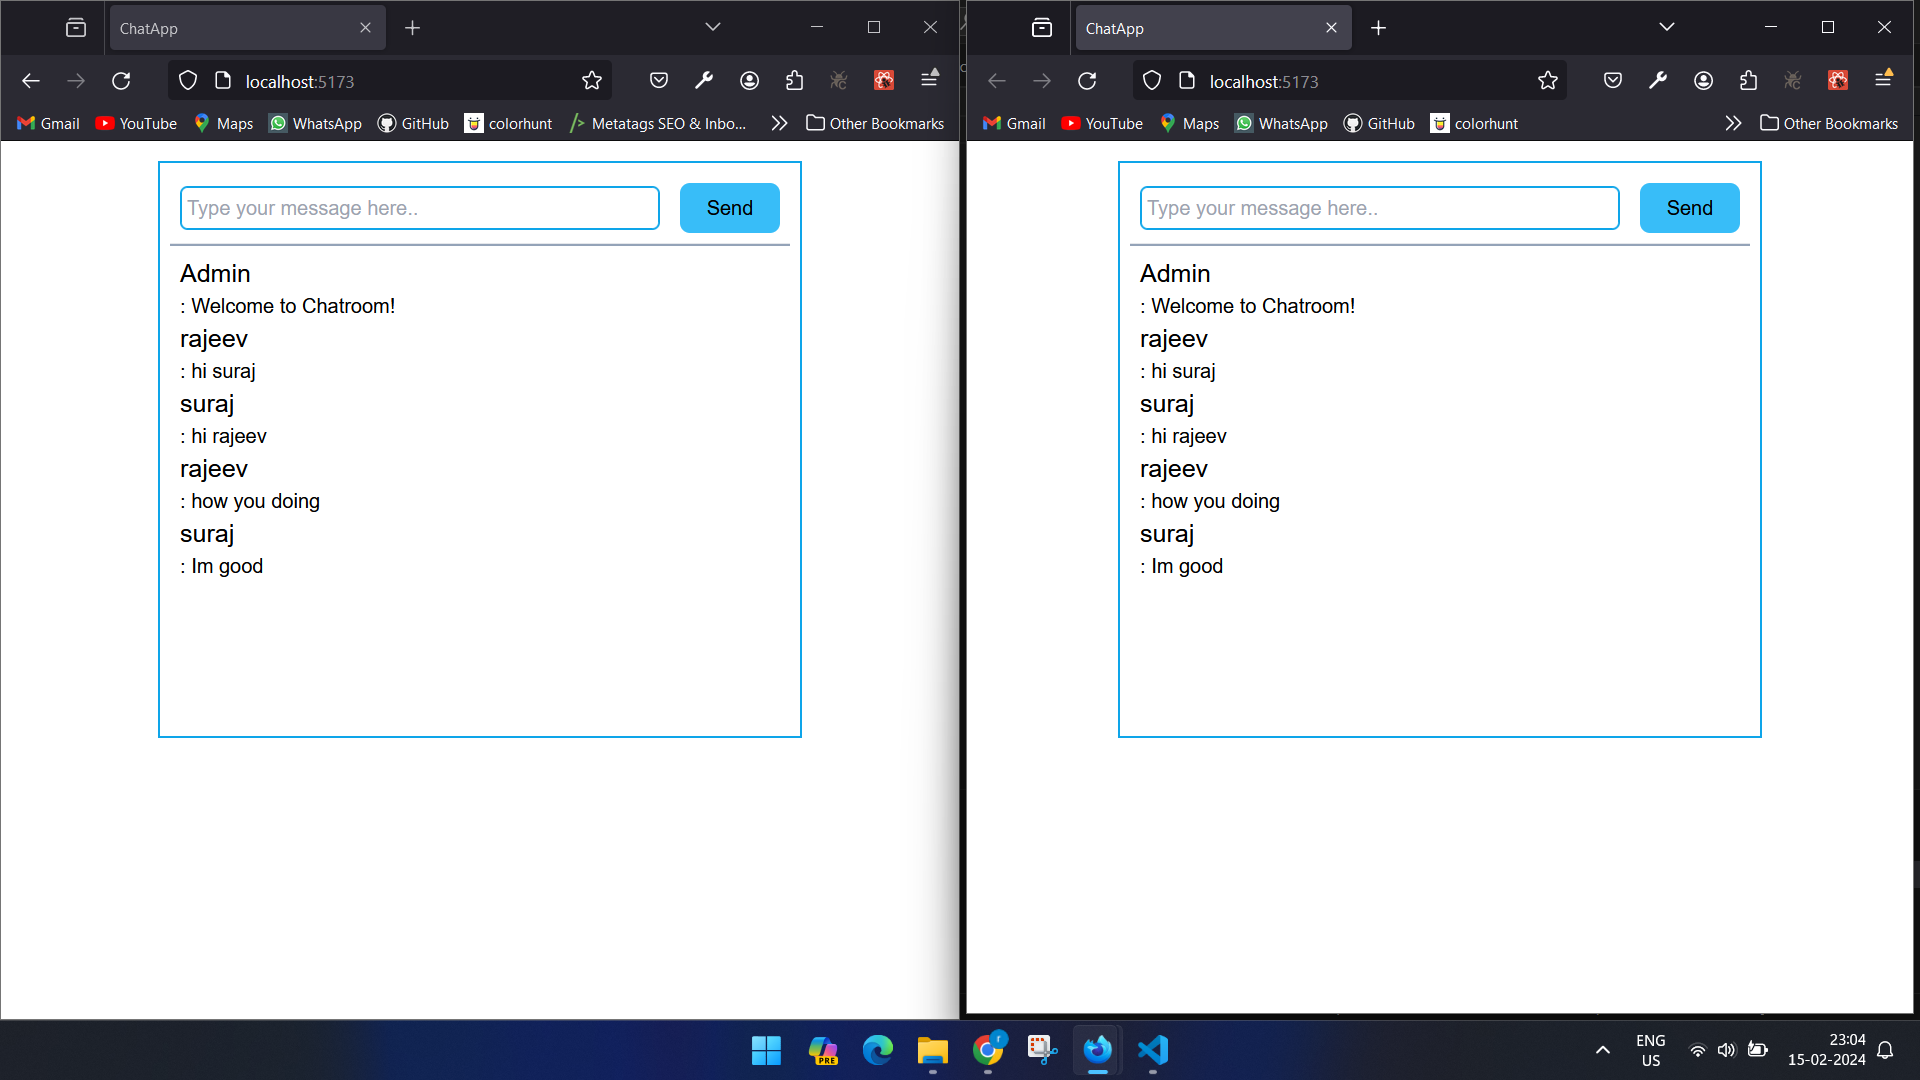 ChatApp
localhost:5173
Gmail YouTube Maps WhatsApp GitHub colorhunt Metatags SEO & Inbo... Other Bookmarks
Type your message here.. Send
Admin
: Welcome to Chatroom!
rajeev
: hi suraj
suraj
: hi rajeev
rajeev
: how you doing
suraj
: Im good
ChatApp
localhost:5173
Gmail YouTube Maps WhatsApp GitHub colorhunt Other Bookmarks
Type your message here.. Send
Admin
: Welcome to Chatroom!
rajeev
: hi suraj
suraj
: hi rajeev
rajeev
: how you doing
suraj
: Im good
PRE
r
ENG
US
23:04
15-02-2024